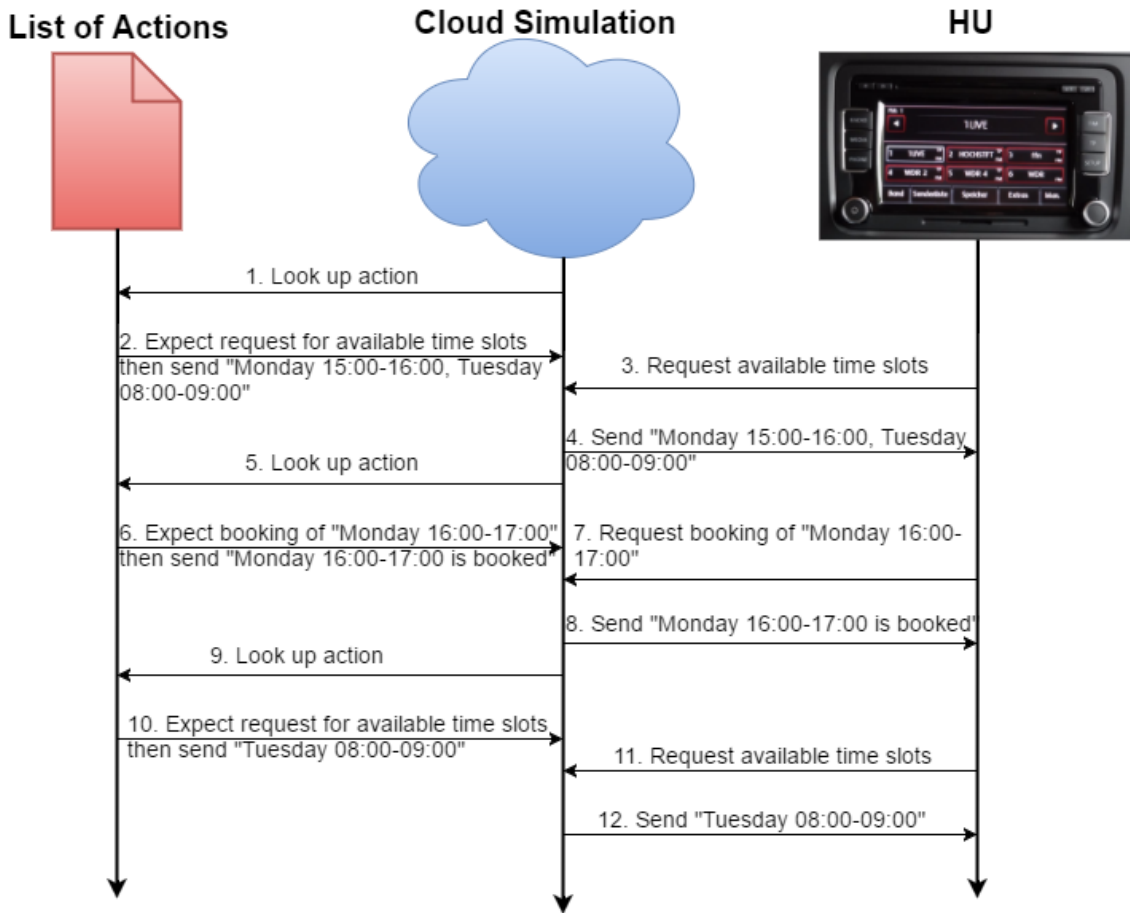 List of Actions
Cloud Simulation
HU
1LIVE
1 1LIVE
2 HOCHSTFT
3
4 WDR 2
5 WDR 4
6 WDR
Band Senderliste Speicher Extras Man.
SETUP
1. Look up action
2. Expect request for available time slots
then send "Monday 15:00-16:00, Tuesday
08:00-09:00"
3. Request available time slots
4. Send "Monday 15:00-16:00, Tuesday
08:00-09:00"
5. Look up action
6. Expect booking of "Monday 16:00-17:00"
then send "Monday 16:00-17:00 is booked"
7. Request booking of "Monday 16:00-
17:00"
8. Send "Monday 16:00-17:00 is booked"
9. Look up action
10. Expect request for available time slots
then send "Tuesday 08:00-09:00"
11. Request available time slots
12. Send "Tuesday 08:00-09:00"